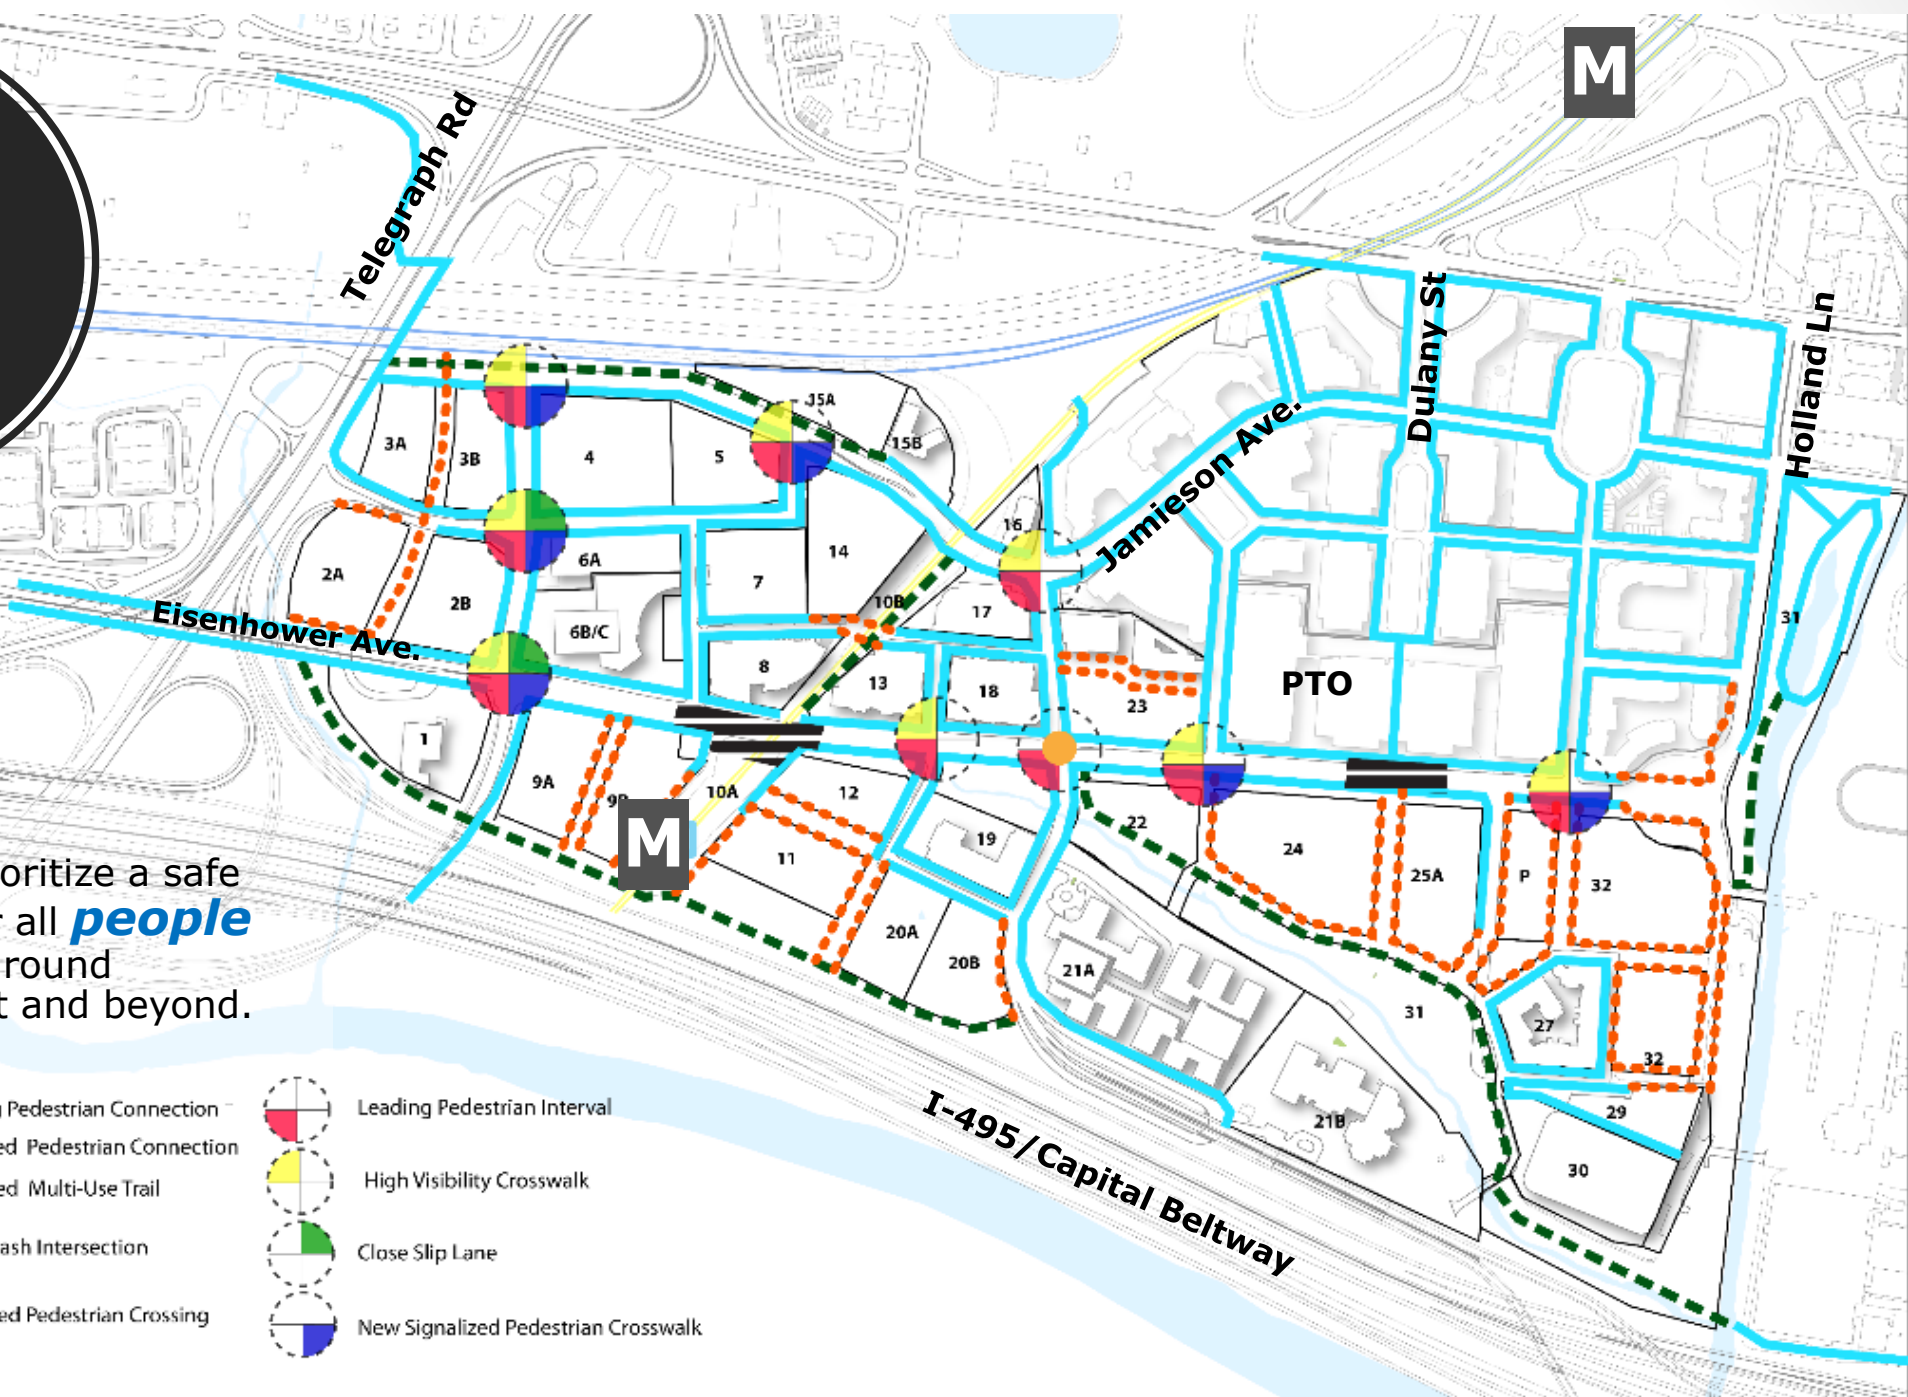 M
Telegraph Rd
Dulany St
Holland Ln
Jamieson Ave.
Eisenhower Ave.
15A
15B
3A
3B
4
5
16
14
6A
2A
7
2B
10B
17
6B/C
31
8
13
18
PTO
23
1
9A
10A
12
22
M
19
11
24
25A
P
32
20A
20B
21A
31
27
32
29
21B
30
I-495/Capital Beltway
oritize a safe
all people
round
t and beyond.
Pedestrian Connection
ed Pedestrian Connection
ed Multi-Use Trail
ash Intersection
ed Pedestrian Crossing
Leading Pedestrian Interval
High Visibility Crosswalk
Close Slip Lane
New Signalized Pedestrian Crosswalk